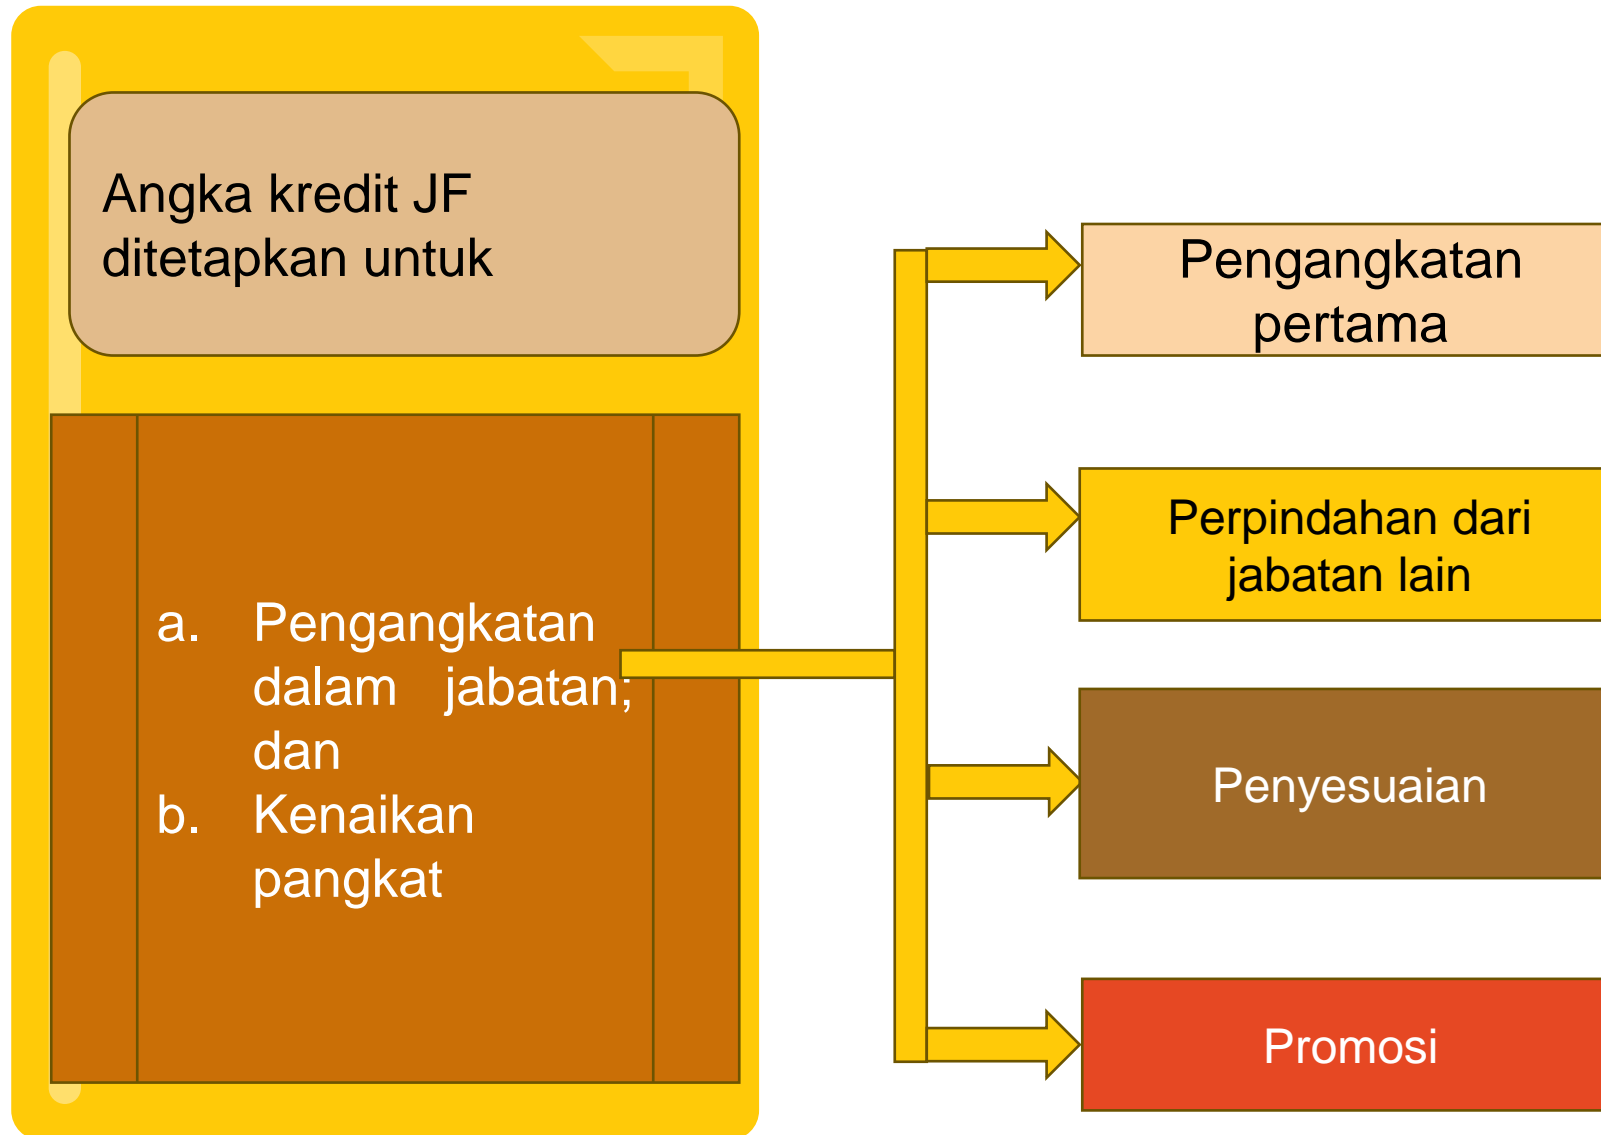 Angka kredit JF
ditetapkan untuk
a. Pengangkatan
dalam jabatan;
dan
b. Kenaikan
pangkat
Pengangkatan
pertama
Perpindahan dari
jabatan lain
Penyesuaian
Promosi